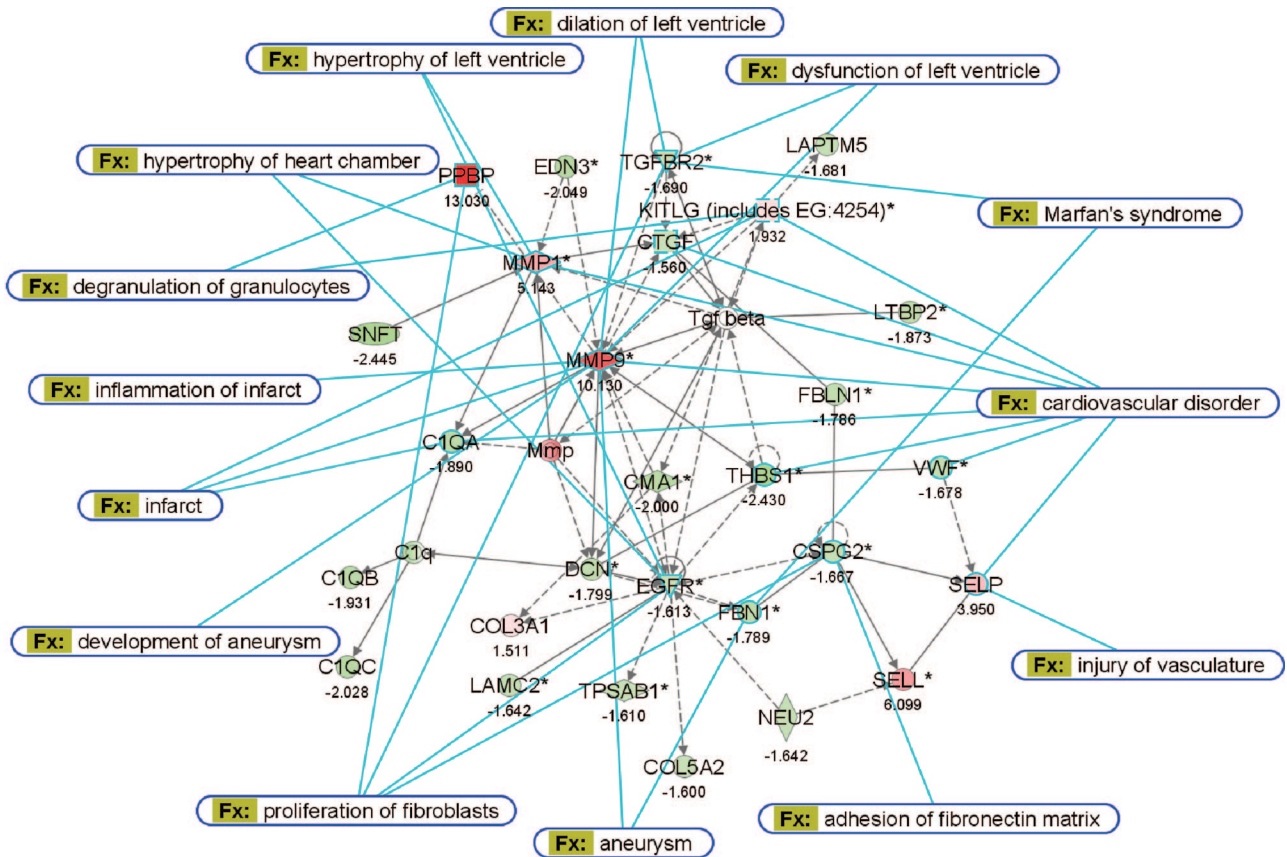 Fx: dilation of left ventricle
Fx: hypertrophy of left ventricle
Fx: dysfunction of left ventricle
Fx: hypertrophy of heart chamber
EDN3*
-2.049
TGFBR2*
-1.690
LAPTM5
-1.681
PPBP
13.030
KITLG (includes EG:4254)*
1.932
Fx: Marfan's syndrome
CTGF
-1.560
MMP1*
5.143
Fx: degranulation of granulocytes
SNFT
-2.445
Tgf beta
LTBP2*
-1.873
MMP9*
10.130
Fx: inflammation of infarct
FBLN1*
-1.786
Fx: cardiovascular disorder
C1QA
-1.890
Mmp
CMA1*
-2.000
THBS1*
-2.430
VWF*
-1.678
Fx: infarct
C1q
C1QB
-1.931
DCN*
-1.799
EGFR*
-1.613
CSPG2*
-1.667
SELP
3.950
FBN1*
-1.789
COL3A1
1.511
Fx: development of aneurysm
C1QC
-2.028
LAMC2*
-1.642
TPSAB1*
-1.610
SELL*
6.099
Fx: injury of vasculature
NEU2
-1.642
COL5A2
-1.600
Fx: proliferation of fibroblasts
Fx: adhesion of fibronectin matrix
Fx: aneurysm